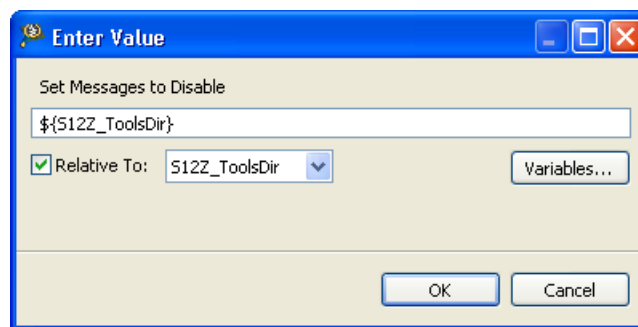 Enter Value
Set Messages to Disable
${S12Z_ToolsDir}
Relative To: S12Z_ToolsDir Variables...
OK Cancel